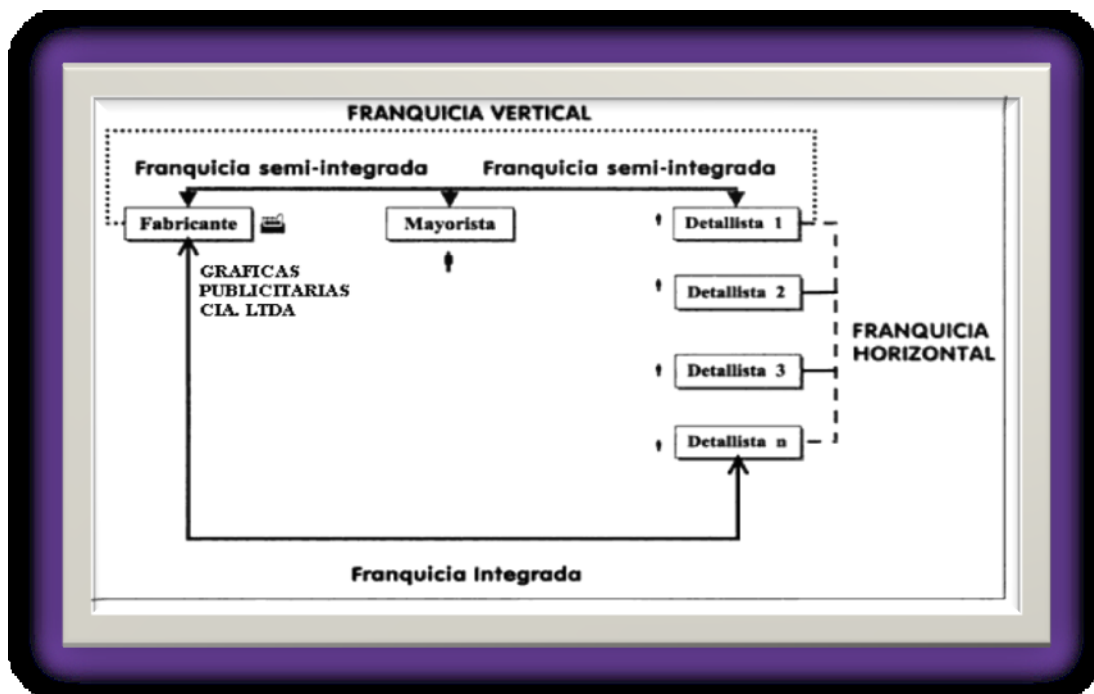 FRANQUICIA VERTICAL
Franquicia semi-integrada
Franquicia semi-integrada
Fabricante
Mayorista
Detallista 1
GRAFICAS
PUBLICITARIAS
CIA. LTDA
Detallista 2
FRANQUICIA
HORIZONTAL
Detallista 3
Detallista n
Franquicia Integrada